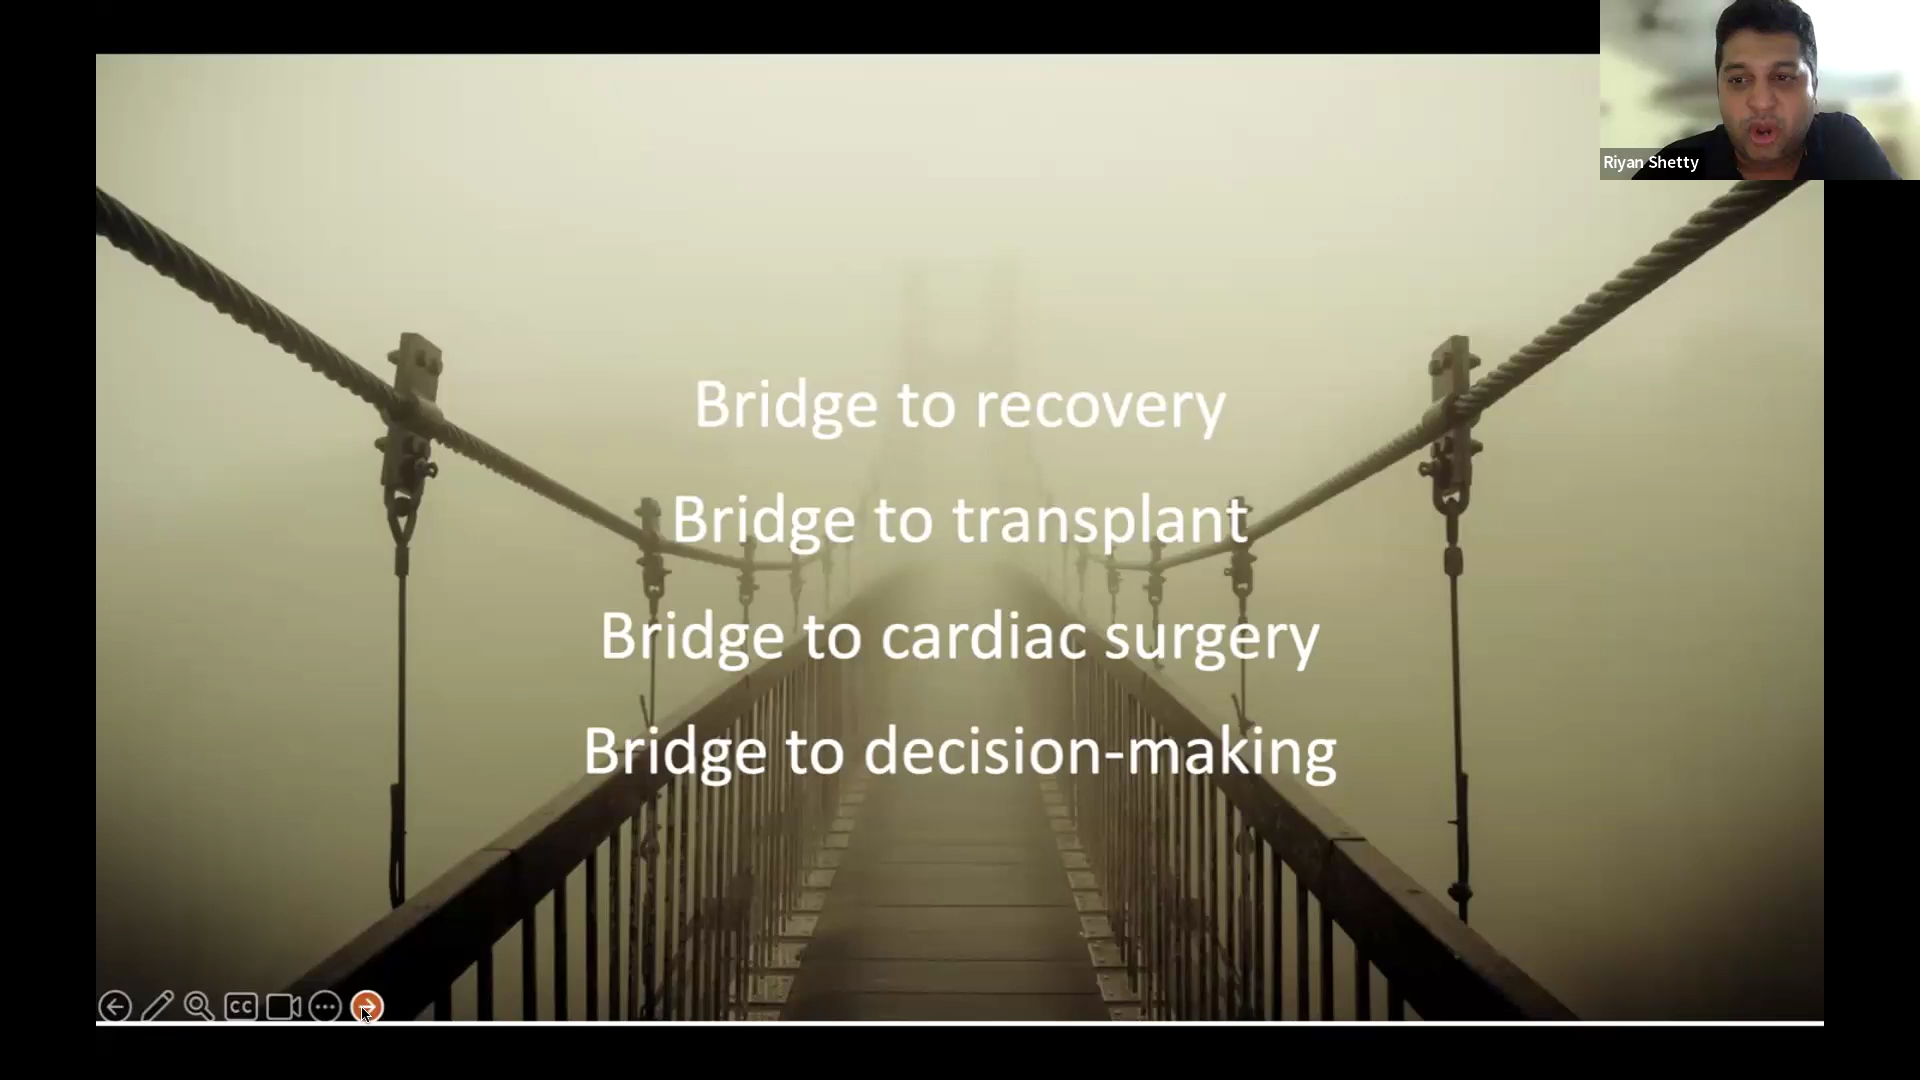 Riyan Shetty
Bridge to recovery
Bridge to transplant
Bridge to cardiac surgery
Bridge to decision-making
CC